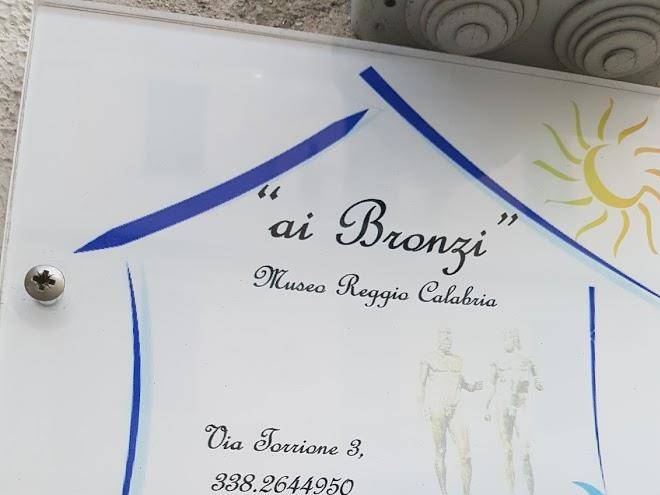 "ai Bronzi"
Museo Reggio Calabria
Via Torrione 3,
338.2644950